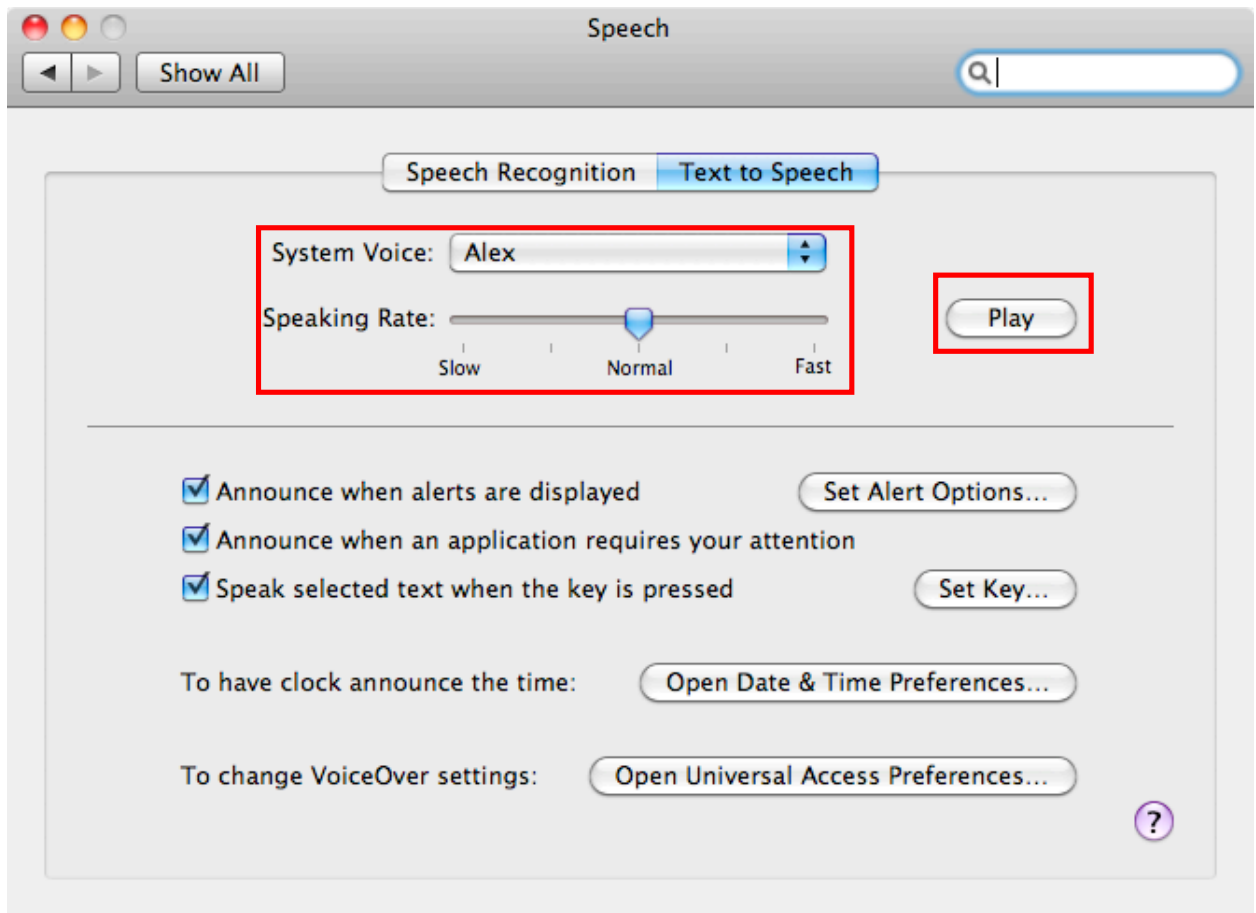 Speech
Show All
Speech Recognition Text to Speech
System Voice: Alex
Speaking Rate:
Play
Slow Normal Fast
Announce when alerts are displayed Set Alert Options...
Announce when an application requires your attention
Speak selected text when the key is pressed Set Key...
To have clock announce the time: Open Date & Time Preferences...
To change VoiceOver settings: Open Universal Access Preferences...
?